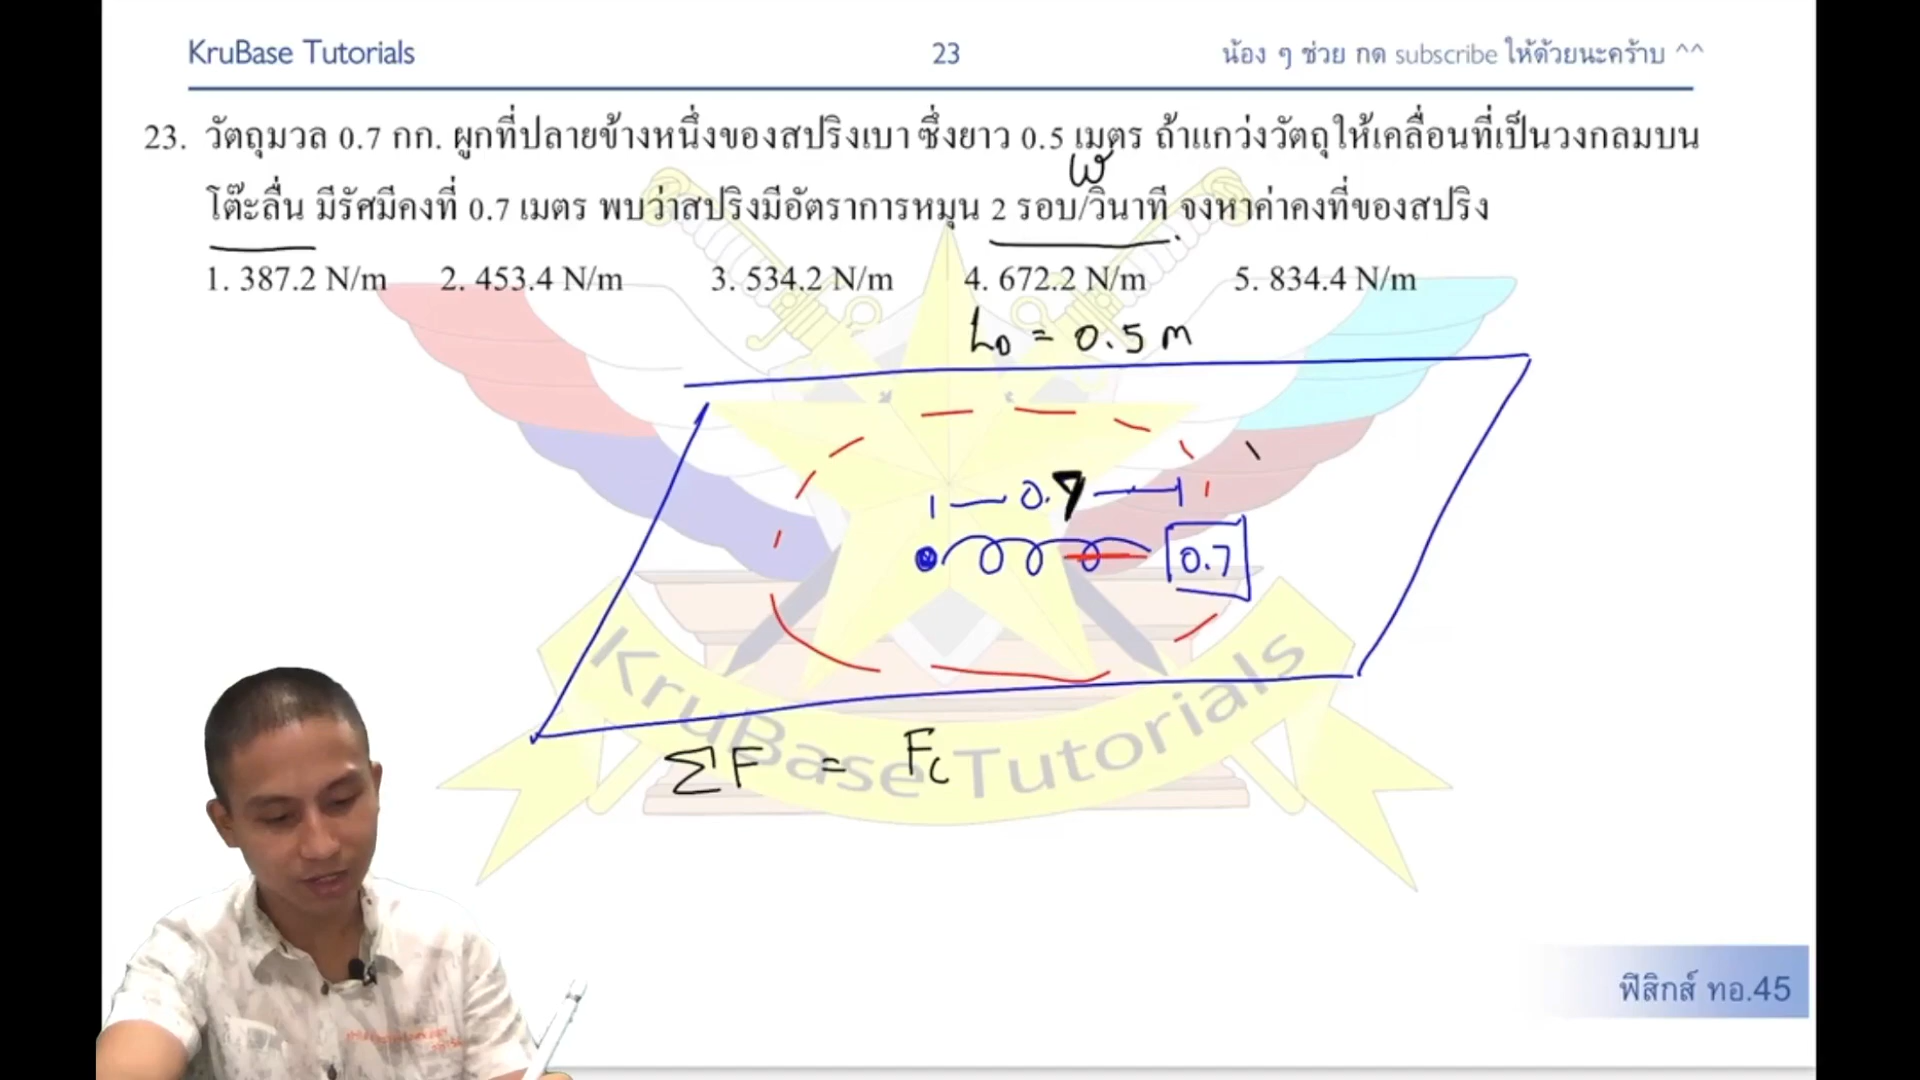 KruBase Tutorials 23 น้อง ๆ ช่วย กด subscribe ให้ด้วยนะคร้าบ ^^
23. วัตถุมวล 0.7 กก. ผูกที่ปลายข้างหนึ่งของสปริงเบา ซึ่งยาว 0.5 เมตร ถ้าแกว่งวัตถุให้เคลื่อนที่เป็นวงกลมบน
ω
โต๊ะลื่น มีรัศมีคงที่ 0.7 เมตร พบว่าสปริงมีอัตราการหมุน 2 รอบ/วินาที จงหาค่าคงที่ของสปริง
1. 387.2 N/m 2. 453.4 N/m 3. 534.2 N/m 4. 672.2 N/m 5. 834.4 N/m
L₀ = 0.5 m
0.7
0.7
ΣF = Fc
KruBase Tutorials
ฟิสิกส์ ทอ.45